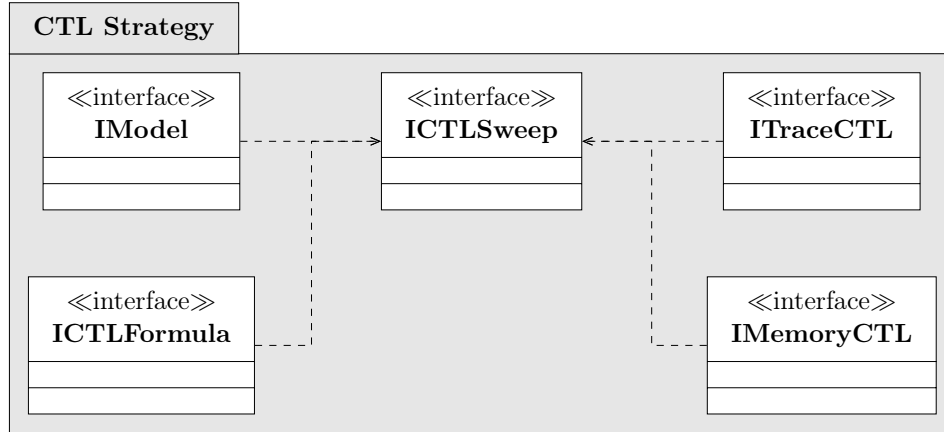 CTL Strategy
≪interface≫
IModel
≪interface≫
ICTLSweep
≪interface≫
ITraceCTL
≪interface≫
ICTLFormula
≪interface≫
IMemoryCTL